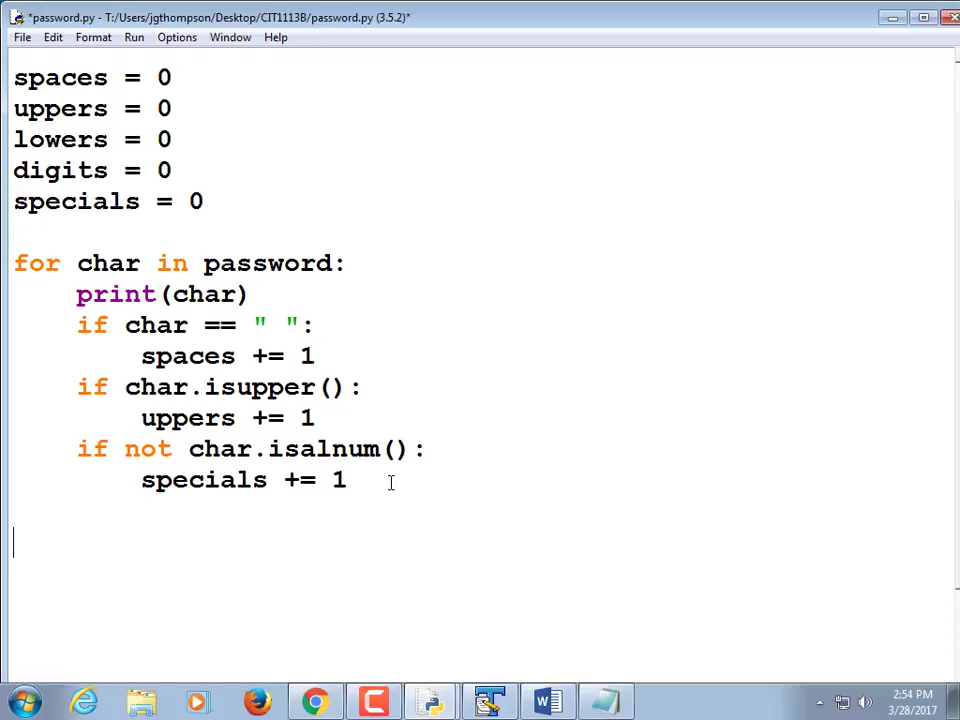 *password.py - T:/Users/jgthompson/Desktop/CIT1113B/password.py (3.5.2)*
File Edit Format Run Options Window Help
spaces = 0
uppers = 0
lowers = 0
digits = 0
specials = 0
for char in password:
    print(char)
    if char == " ":
        spaces += 1
    if char.isupper():
        uppers += 1
    if not char.isalnum():
        specials += 1
2:54 PM
3/28/2017